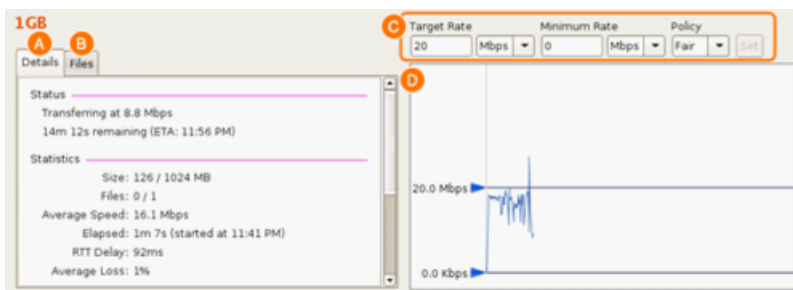 1GB
A B
Details Files
Status
Transferring at 8.8 Mbps
14m 12s remaining (ETA: 11:56 PM)
Statistics
Size: 126 / 1024 MB
Files: 0 / 1
Average Speed: 16.1 Mbps
Elapsed: 1m 7s (started at 11:41 PM)
RTT Delay: 92ms
Average Loss: 1%
C Target Rate Minimum Rate Policy
20 Mbps 0 Mbps Fair Set
D
20.0 Mbps
0.0 Kbps